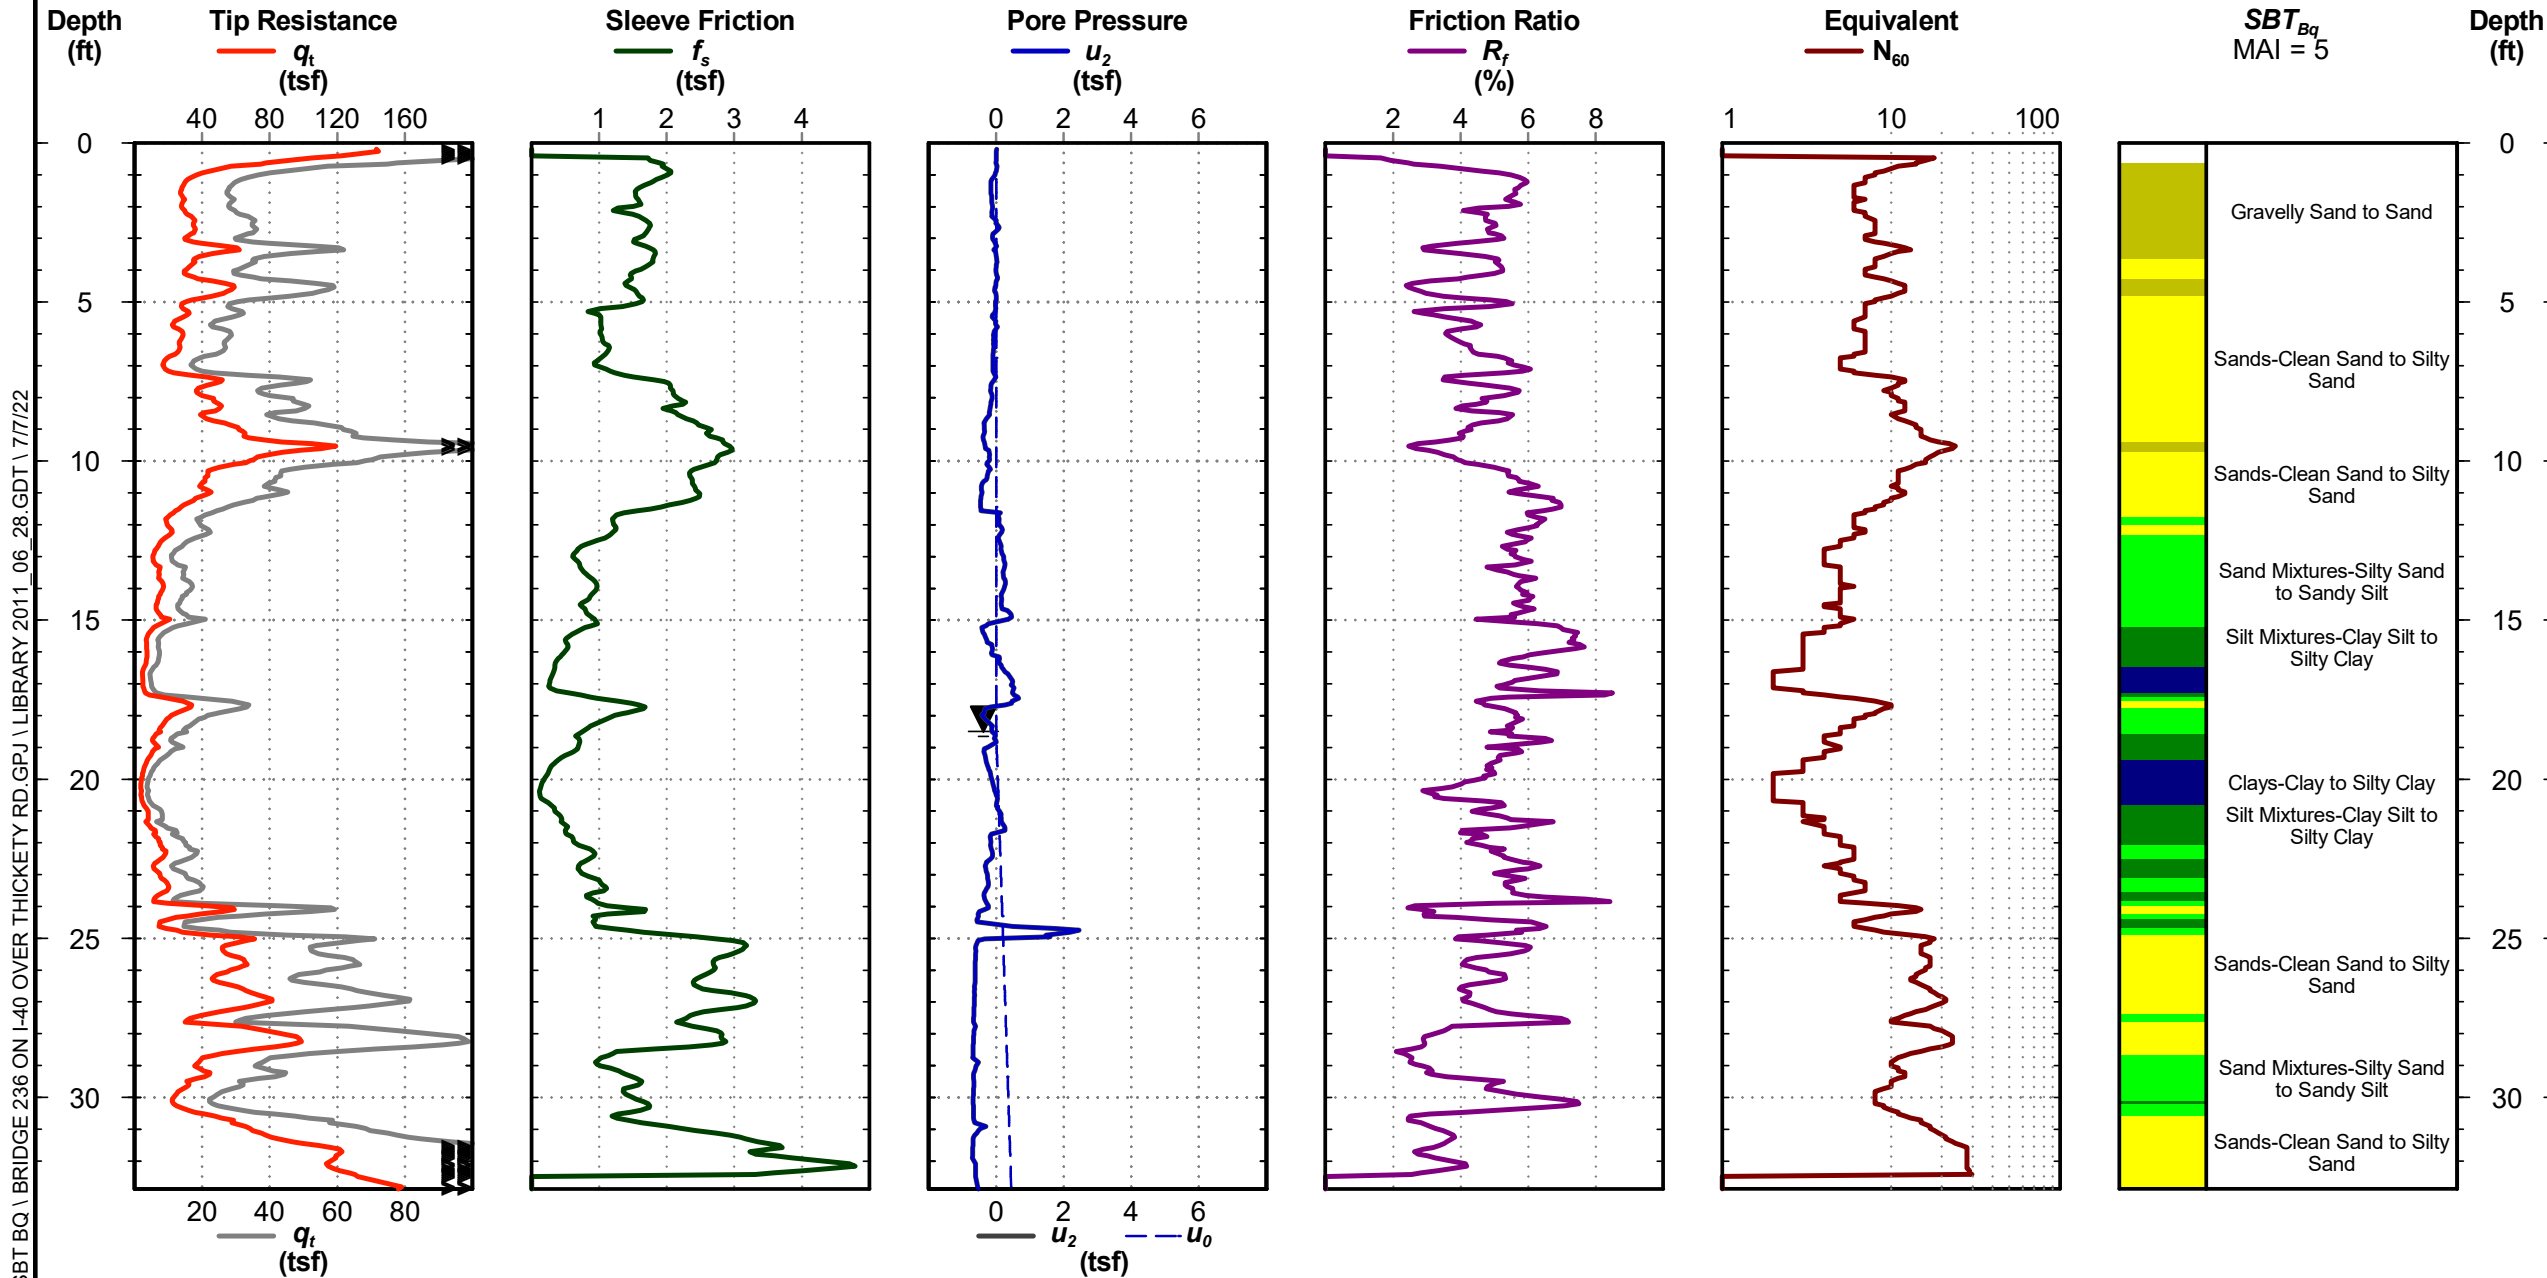 Depth
(ft)
Tip Resistance
qt
(tsf)
40 80 120 160
Sleeve Friction
fs
(tsf)
1 2 3 4
Pore Pressure
u2
(tsf)
0 2 4 6
Friction Ratio
Rf
(%)
2 4 6 8
Equivalent
N60
1 10 100
SBTBq
MAI = 5
Depth
(ft)
0 0
Gravelly Sand to Sand
5 5
Sands-Clean Sand to Silty
Sand
10 10
Sands-Clean Sand to Silty
Sand
Sand Mixtures-Silty Sand
to Sandy Silt
15 15
Silt Mixtures-Clay Silt to
Silty Clay
20 20
Clays-Clay to Silty Clay
Silt Mixtures-Clay Silt to
Silty Clay
25 25
Sands-Clean Sand to Silty
Sand
Sand Mixtures-Silty Sand
to Sandy Silt
30 30
Sands-Clean Sand to Silty
Sand
20 40 60 80
qt
(tsf)
0 2 4 6
u2 u0
(tsf)
SBT BQ \ BRIDGE 236 ON I-40 OVER THICKETY RD.GPJ \ LIBRARY 2011_06_28.GDT \ 7/7/22